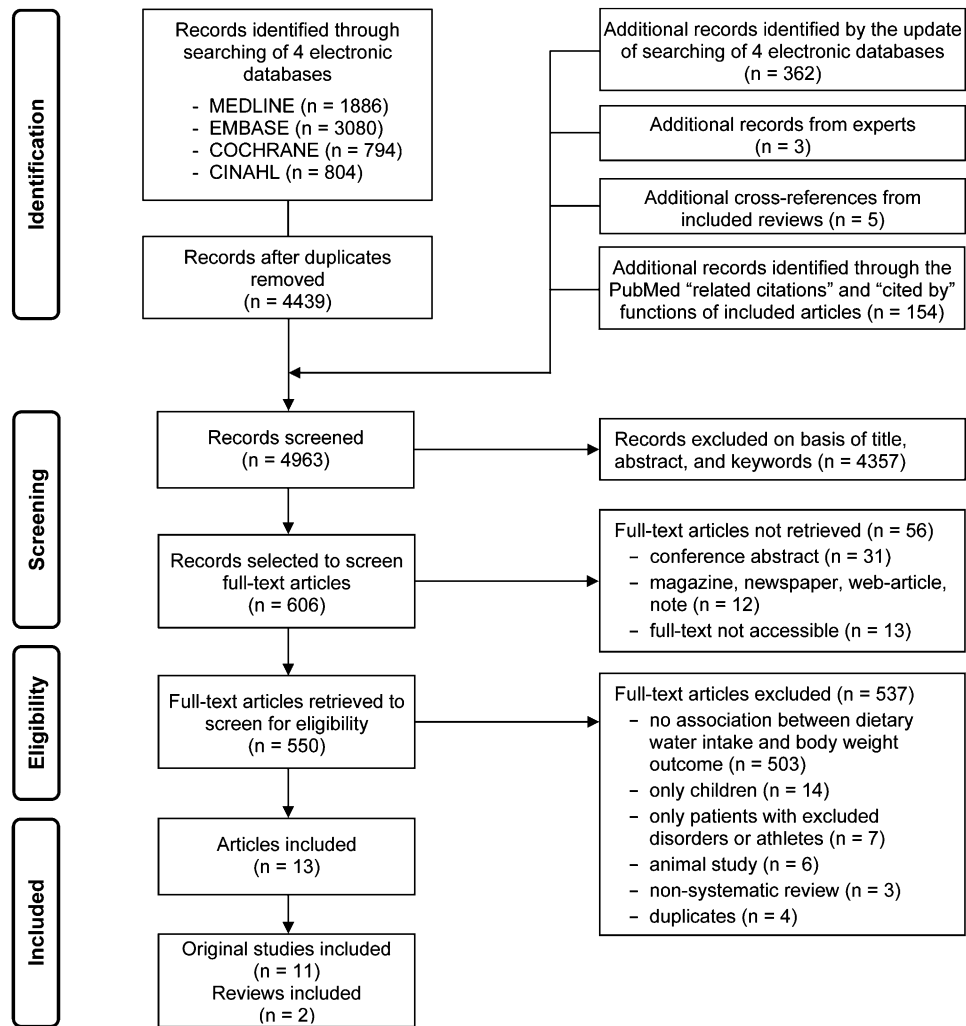 Identification
Records identified through
searching of 4 electronic
databases
- MEDLINE (n = 1886)
- EMBASE (n = 3080)
- COCHRANE (n = 794)
- CINAHL (n = 804)
Records after duplicates
removed
(n = 4439)
Additional records identified by the update
of searching of 4 electronic databases
(n = 362)
Additional records from experts
(n = 3)
Additional cross-references from
included reviews (n = 5)
Additional records identified through the
PubMed “related citations” and “cited by”
functions of included articles (n = 154)
Screening
Records screened
(n = 4963)
Records excluded on basis of title,
abstract, and keywords (n = 4357)
Records selected to screen
full-text articles
(n = 606)
Full-text articles not retrieved (n = 56)
– conference abstract (n = 31)
– magazine, newspaper, web-article,
note (n = 12)
– full-text not accessible (n = 13)
Eligibility
Full-text articles retrieved to
screen for eligibility
(n = 550)
Full-text articles excluded (n = 537)
– no association between dietary
water intake and body weight
outcome (n = 503)
– only children (n = 14)
– only patients with excluded
disorders or athletes (n = 7)
– animal study (n = 6)
– non-systematic review (n = 3)
– duplicates (n = 4)
Included
Articles included
(n = 13)
Original studies included
(n = 11)
Reviews included
(n = 2)